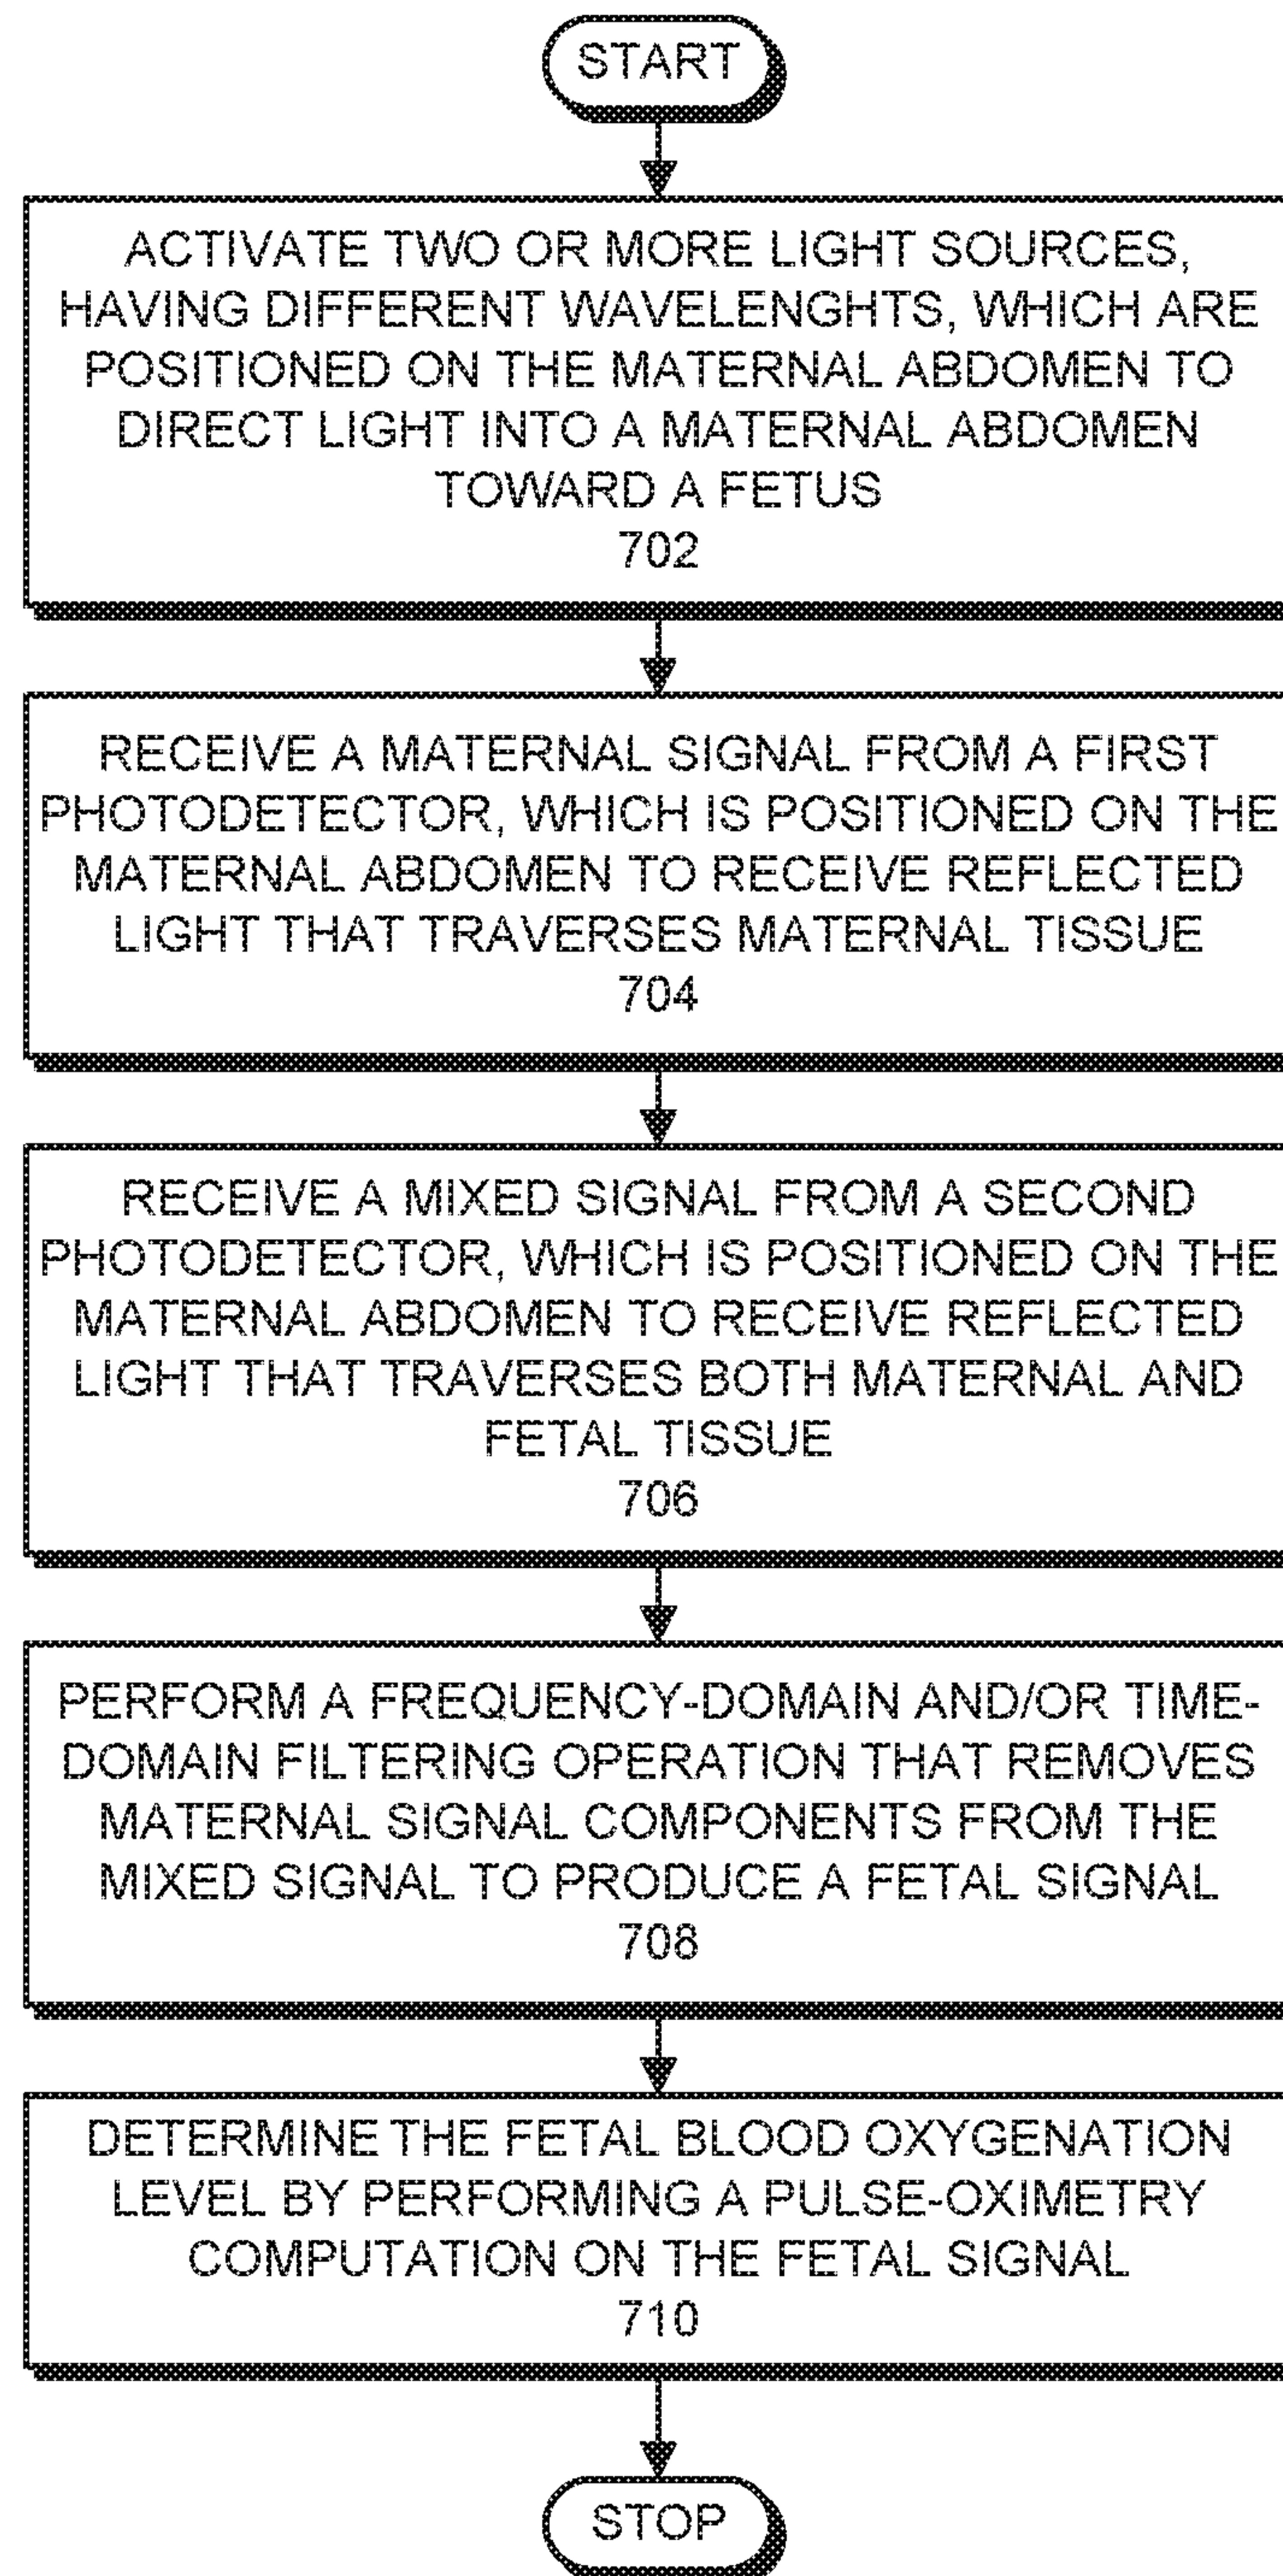 START
ACTIVATE TWO OR MORE LIGHT SOURCES,
HAVING DIFFERENT WAVELENGHTS, WHICH ARE
POSITIONED ON THE MATERNAL ABDOMEN TO
DIRECT LIGHT INTO A MATERNAL ABDOMEN
TOWARD A FETUS
702
RECEIVE A MATERNAL SIGNAL FROM A FIRST
PHOTODETECTOR, WHICH IS POSITIONED ON THE
MATERNAL ABDOMEN TO RECEIVE REFLECTED
LIGHT THAT TRAVERSES MATERNAL TISSUE
704
RECEIVE A MIXED SIGNAL FROM A SECOND
PHOTODETECTOR, WHICH IS POSITIONED ON THE
MATERNAL ABDOMEN TO RECEIVE REFLECTED
LIGHT THAT TRAVERSES BOTH MATERNAL AND
FETAL TISSUE
706
PERFORM A FREQUENCY-DOMAIN AND/OR TIME-
DOMAIN FILTERING OPERATION THAT REMOVES
MATERNAL SIGNAL COMPONENTS FROM THE
MIXED SIGNAL TO PRODUCE A FETAL SIGNAL
708
DETERMINE THE FETAL BLOOD OXYGENATION
LEVEL BY PERFORMING A PULSE-OXIMETRY
COMPUTATION ON THE FETAL SIGNAL
710
STOP